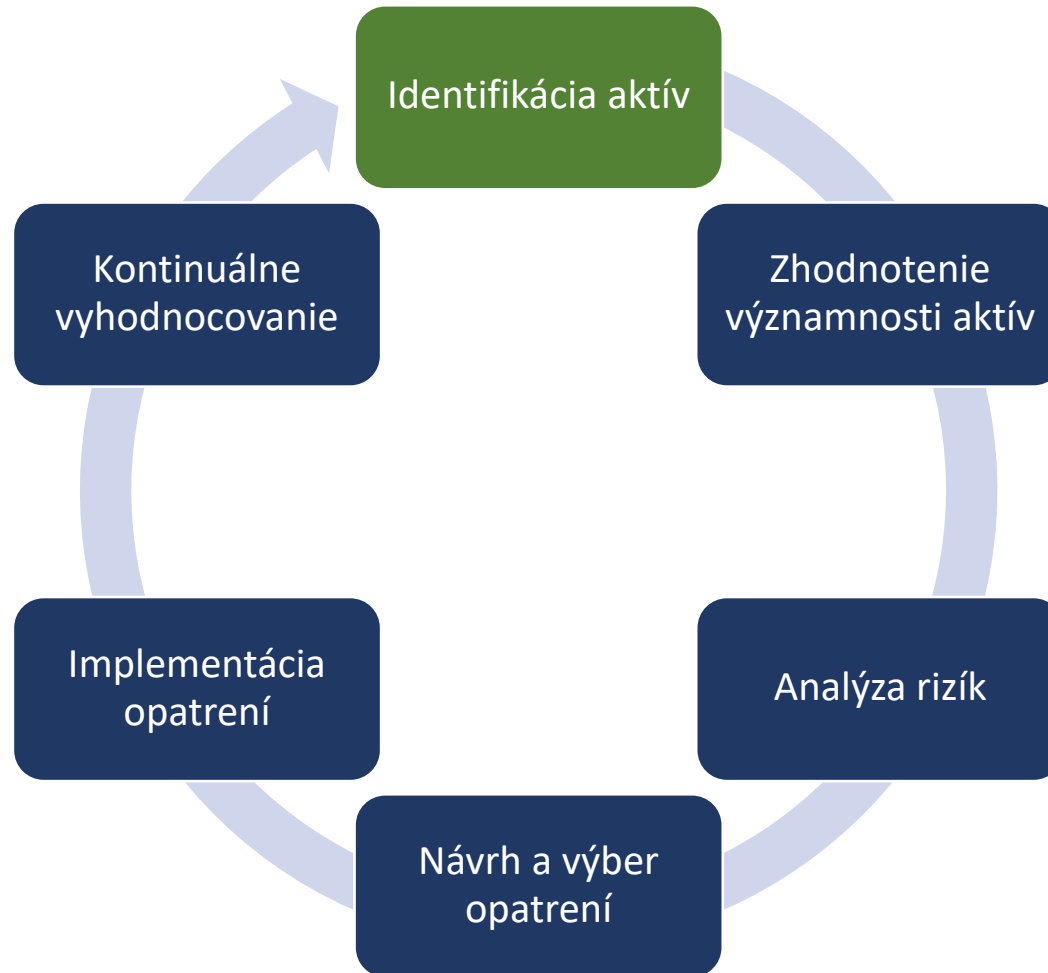 Identifikácia aktív
Zhodnotenie
významnosti aktív
Analýza rizík
Návrh a výber
opatrení
Implementácia
opatrení
Kontinuálne
vyhodnocovanie